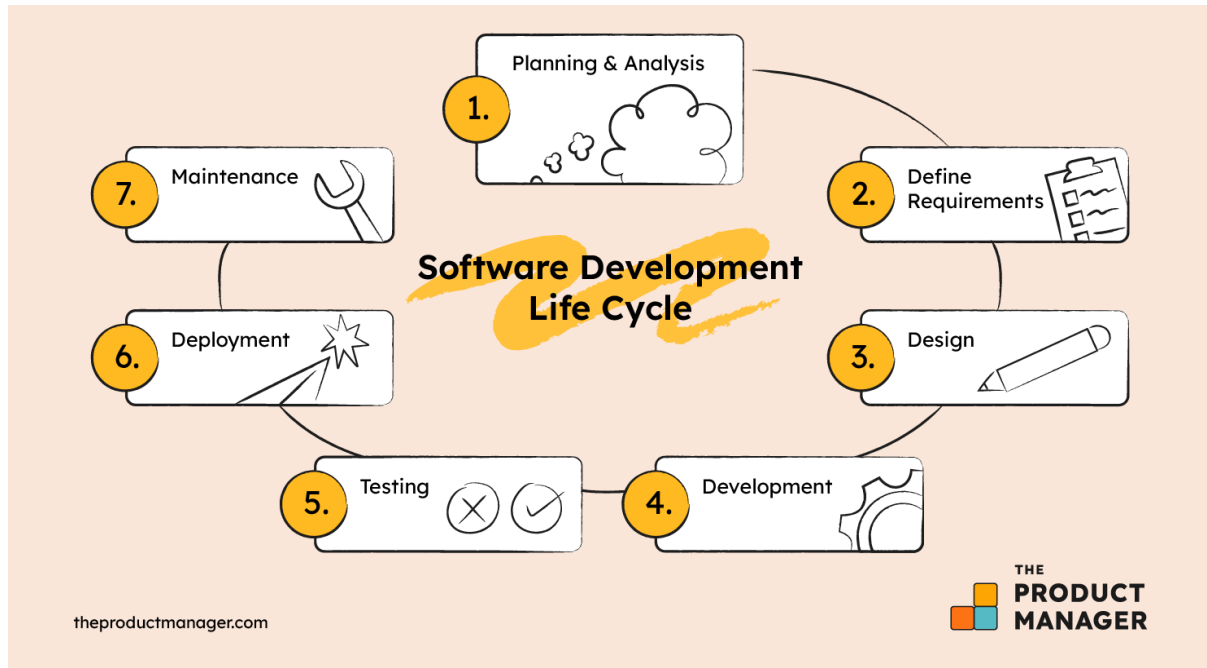 1.
Planning & Analysis
2.
Define
Requirements
3.
Design
4.
Development
5.
Testing
6.
Deployment
7.
Maintenance
Software Development
Life Cycle
theproductmanager.com
THE
PRODUCT
MANAGER